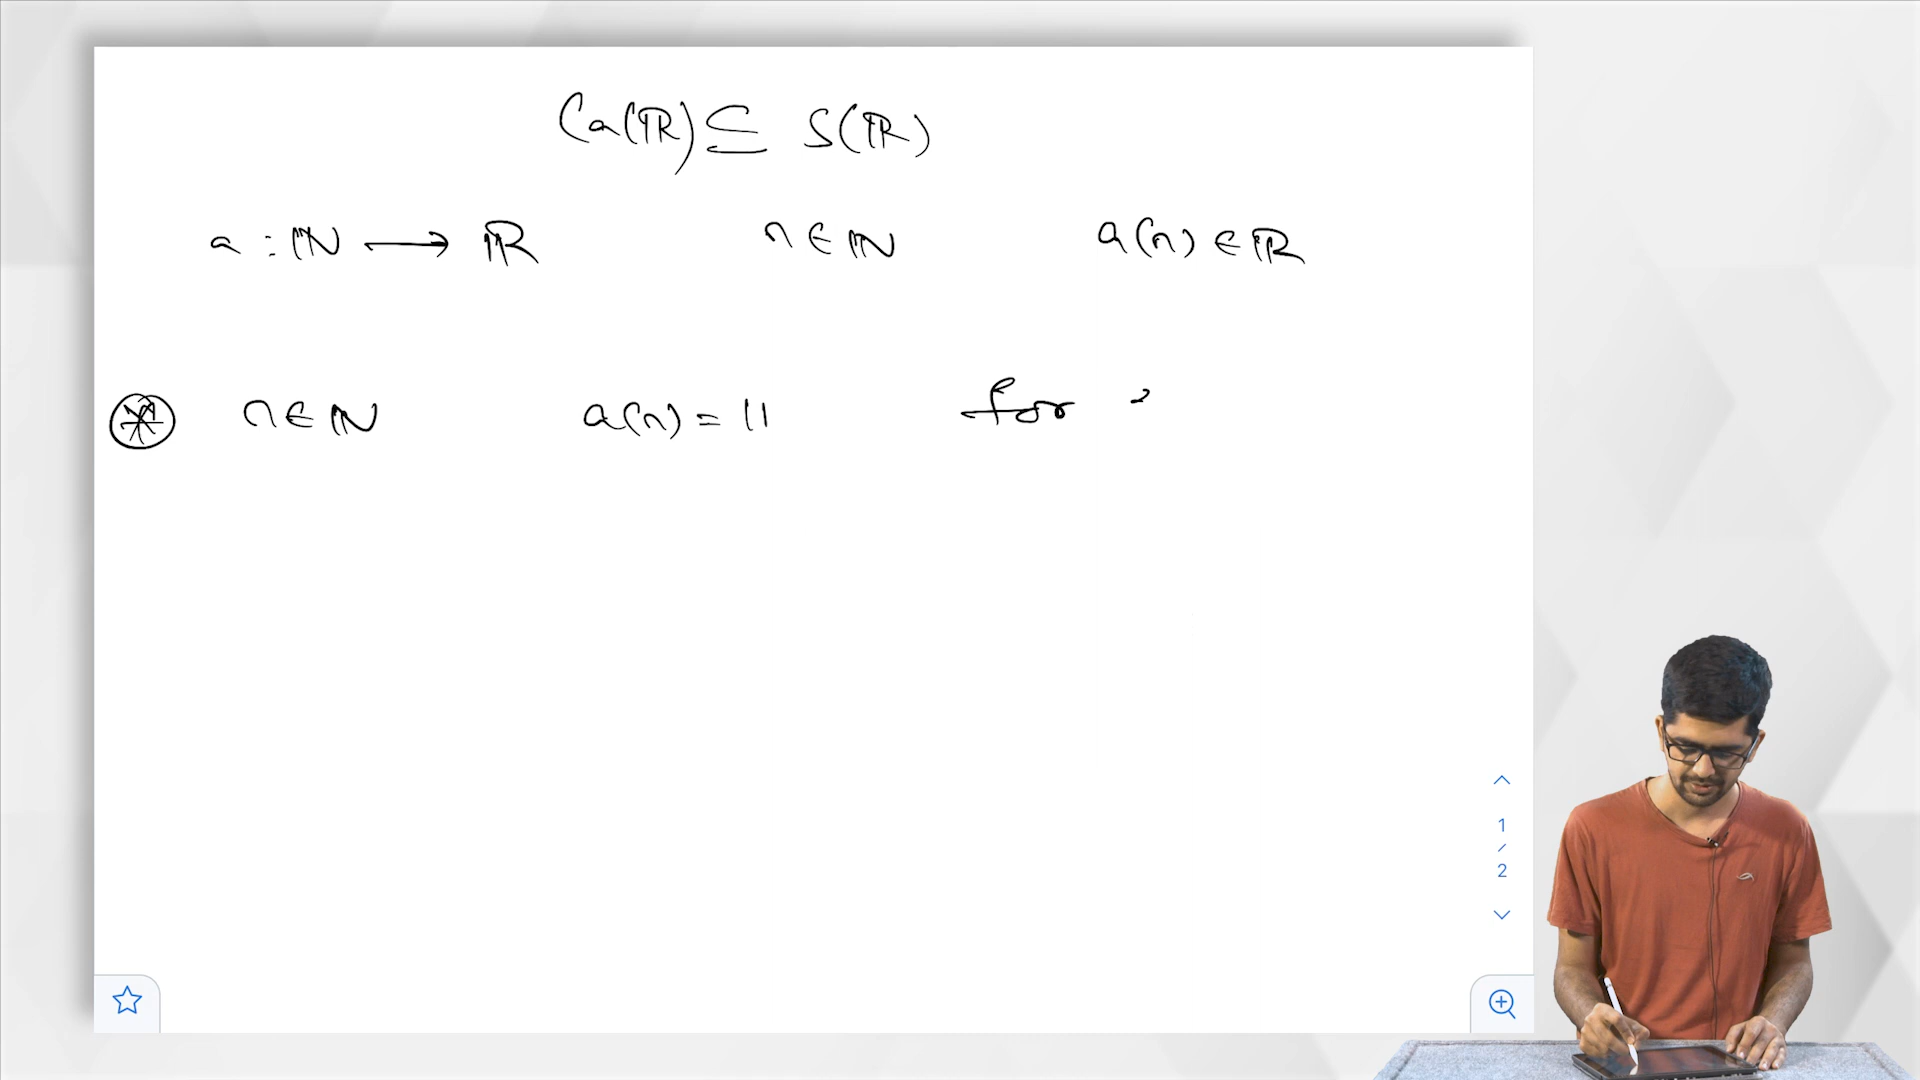 Ca(ℝ) ⊆ S(ℝ)
a : ℕ ⟶ ℝ n ∈ ℕ a(n) ∈ ℝ
⊛ n ∈ ℕ a(n) = 11 for
1
/
2